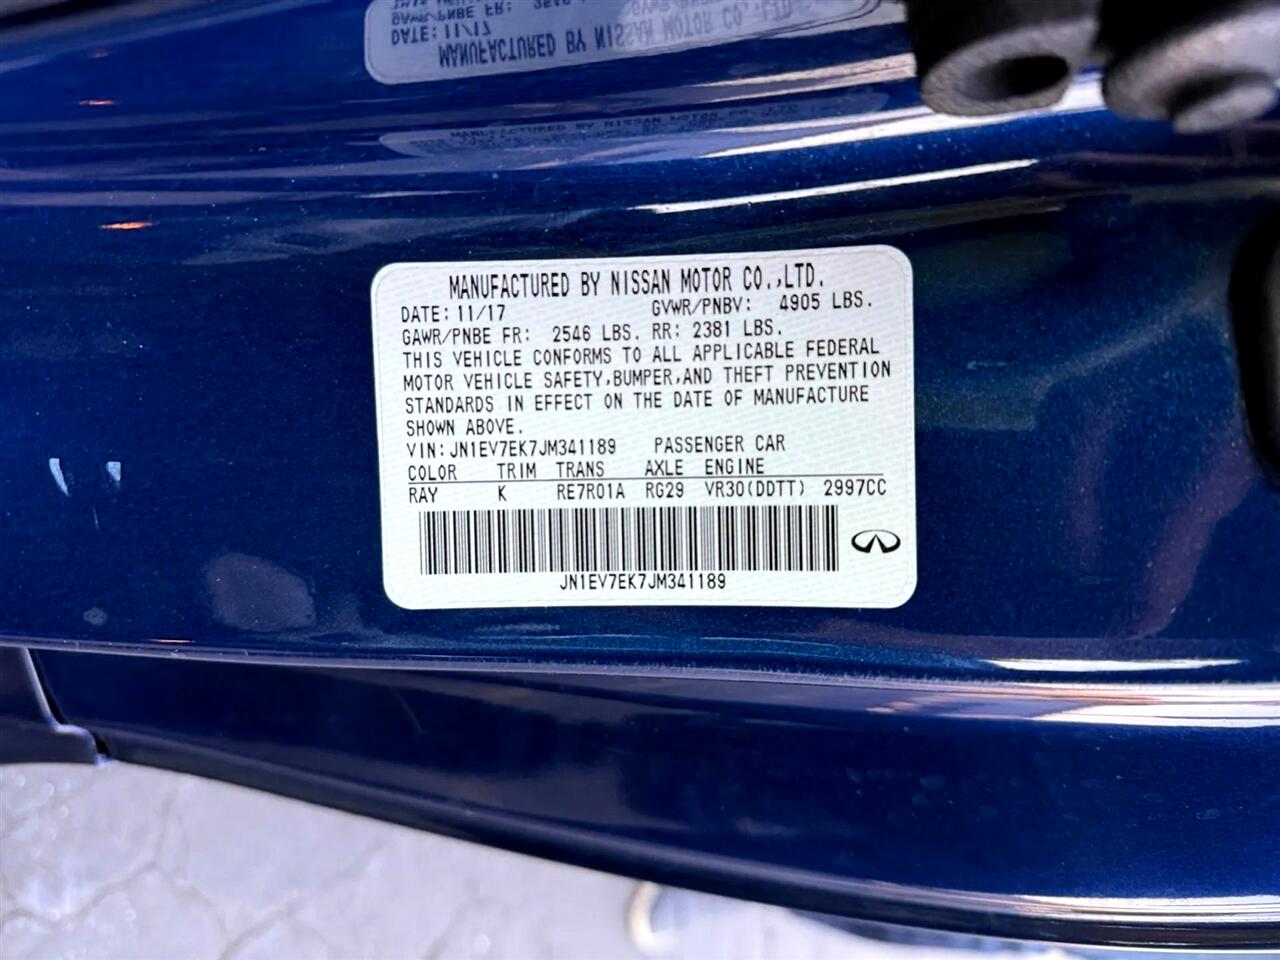 MANUFACTURED BY NISSAN MOTOR CO.,LTD.
DATE: 11/17 GVWR/PNBV: 4905 LBS.
GAWR/PNBE FR: 2546 LBS. RR: 2381 LBS.
THIS VEHICLE CONFORMS TO ALL APPLICABLE FEDERAL
MOTOR VEHICLE SAFETY,BUMPER,AND THEFT PREVENTION
STANDARDS IN EFFECT ON THE DATE OF MANUFACTURE
SHOWN ABOVE.
VIN: JN1EV7EK7JM341189 PASSENGER CAR
COLOR TRIM TRANS AXLE ENGINE
RAY K RE7R01A RG29 VR30(DDTT) 2997CC
JN1EV7EK7JM341189